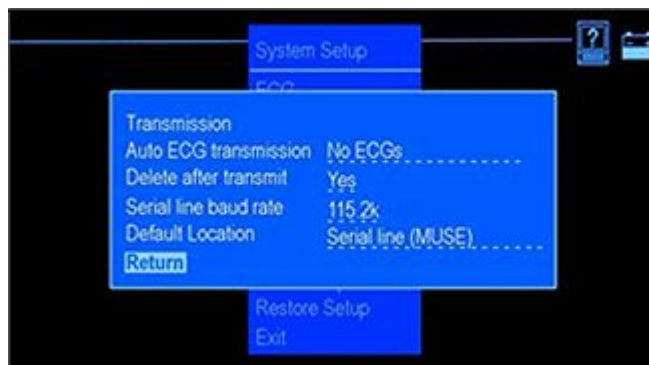 System Setup
ECG
Transmission
Auto ECG transmission No ECGs
Delete after transmit Yes
Serial line baud rate 115.2k
Default Location Serial line (MUSE)
Return
Restore Setup
Exit
?